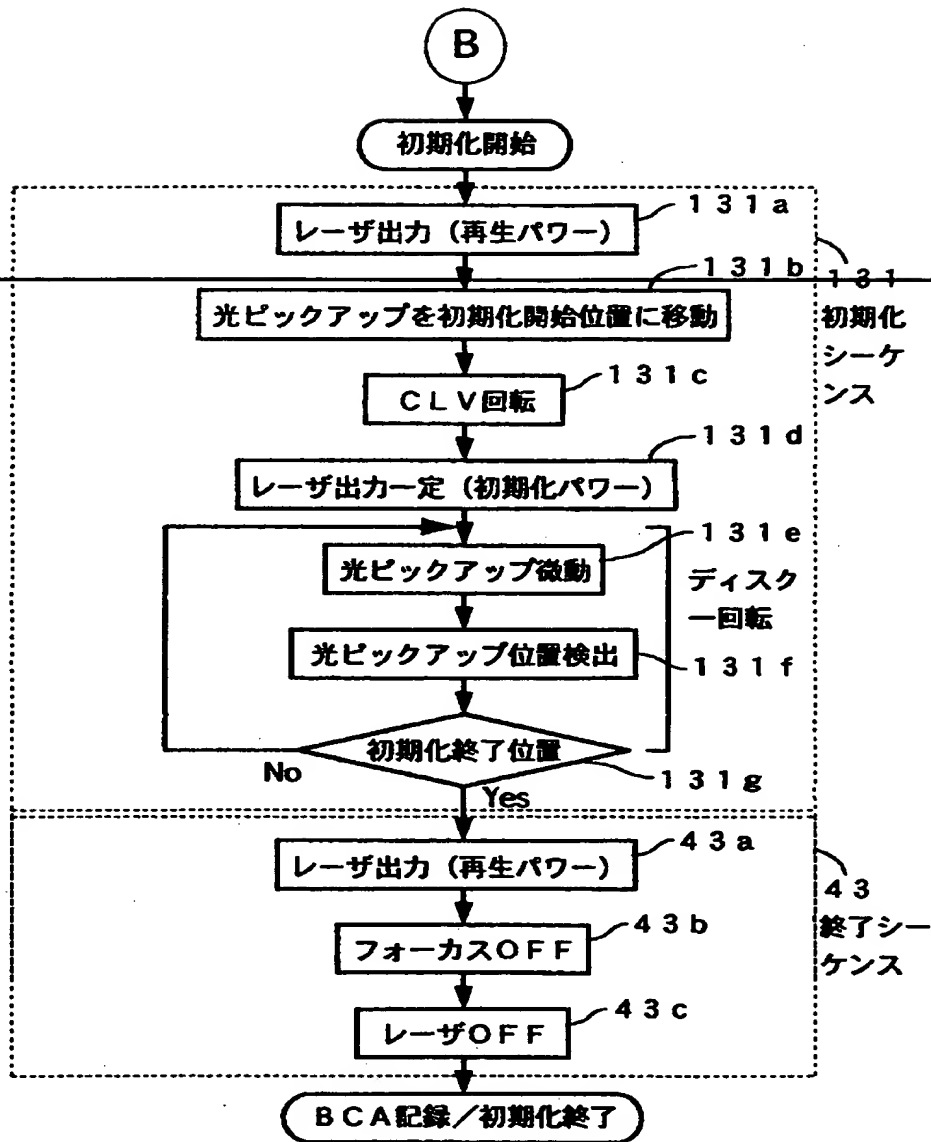 B
初期化開始
131a
レーザ出力（再生パワー）
131b
131
初期化
シーケ
ンス
光ピックアップを初期化開始位置に移動
131c
CLV回転
131d
レーザ出力一定（初期化パワー）
131e
光ピックアップ微動
ディスク
一回転
光ピックアップ位置検出
131f
初期化終了位置
No
131g
Yes
43a
レーザ出力（再生パワー）
43
終了シー
ケンス
43b
フォーカスOFF
43c
レーザOFF
BCA記録／初期化終了